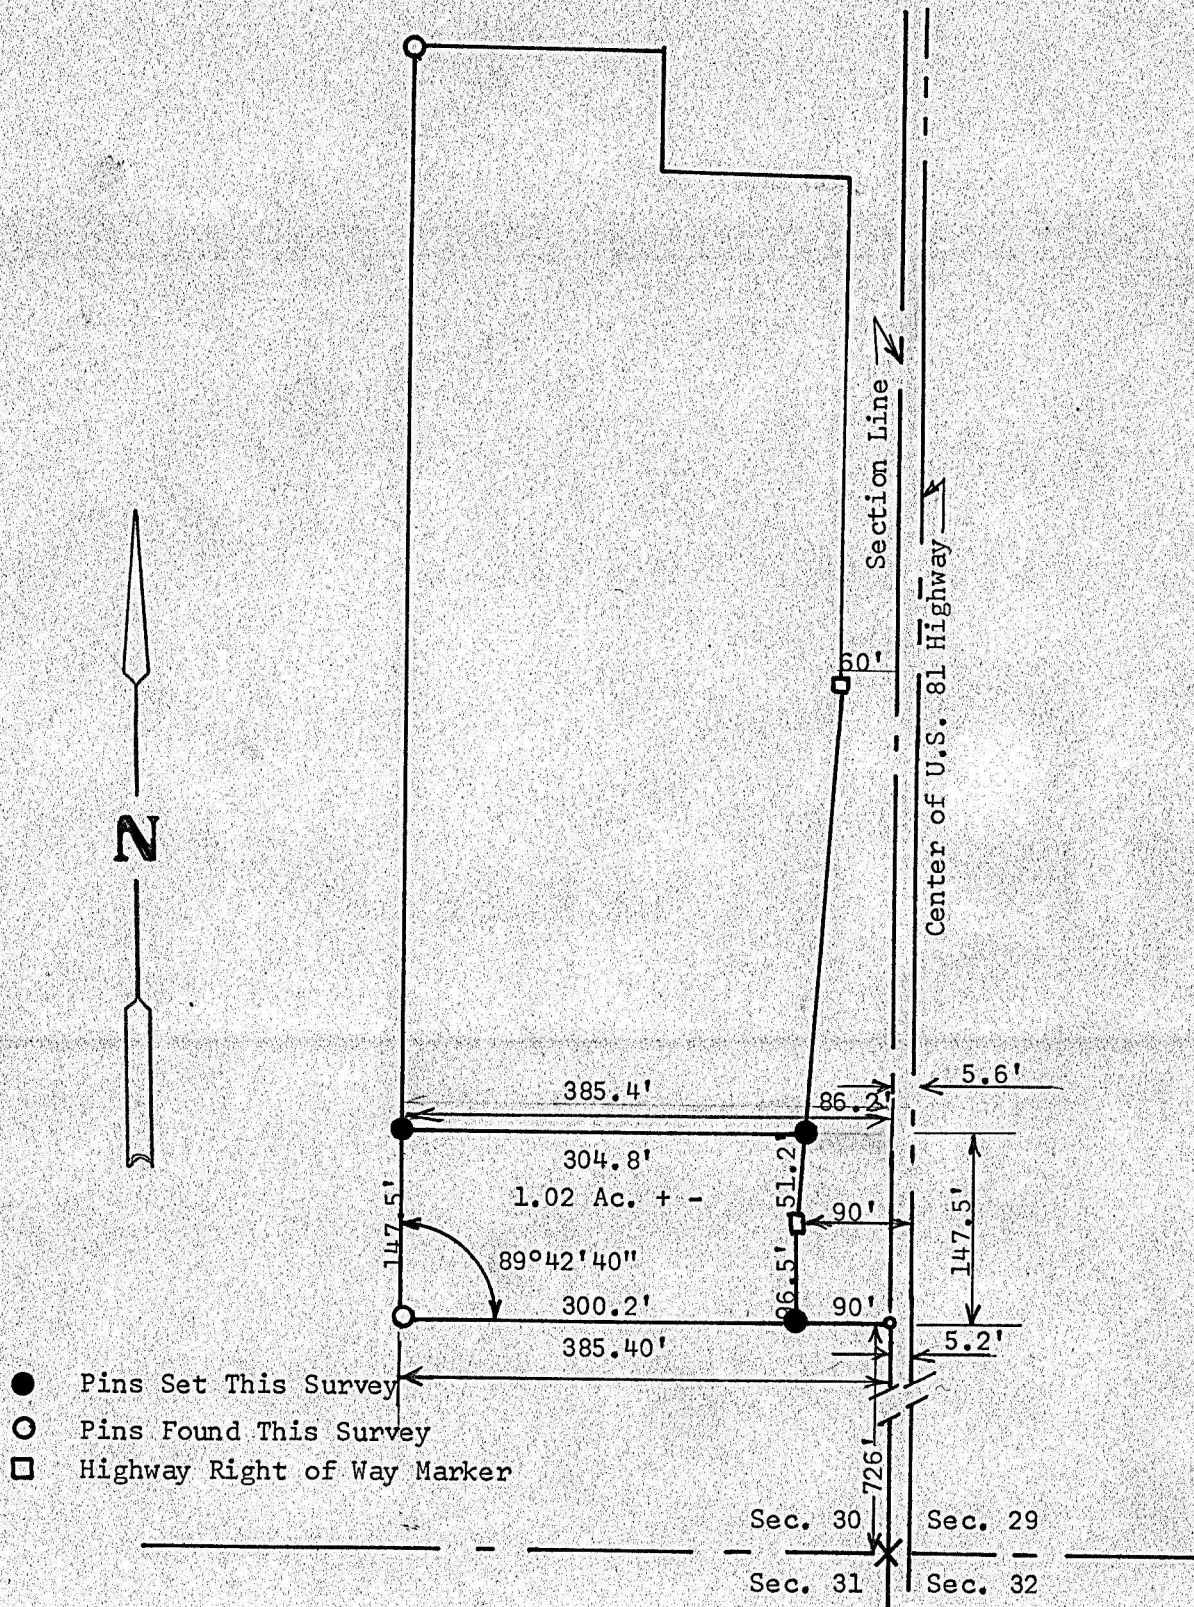 Section Line
60'
Center of U.S. 81 Highway
N
5.6'
385.4'
86.2'
304.8'
51.2'
1.02 Ac. + -
147.5'
90'
147.5'
89°42'40"
96.5'
300.2'
90'
385.40'
5.2'
Pins Set This Survey
Pins Found This Survey
Highway Right of Way Marker
726'
Sec. 30
Sec. 29
Sec. 31
Sec. 32